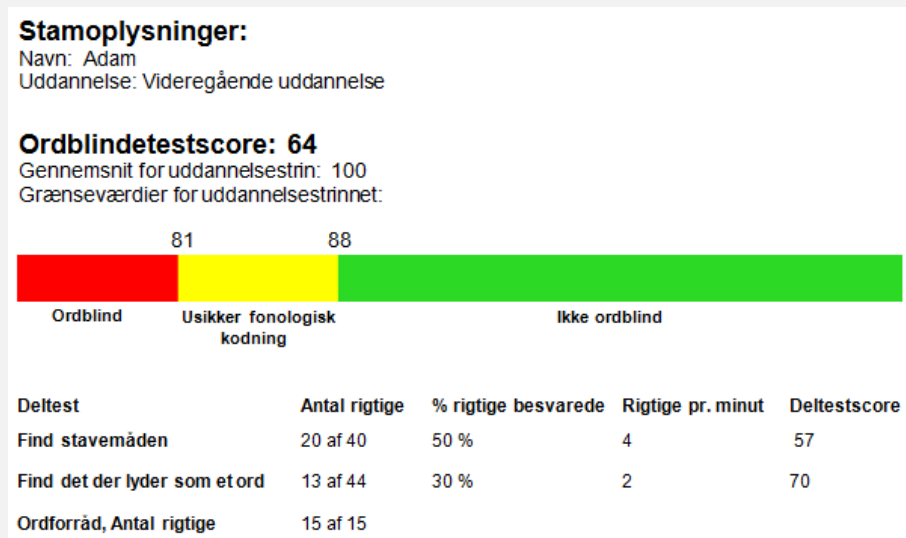 Stamoplysninger:
Navn: Adam
Uddannelse: Videregående uddannelse
Ordblindetestscore: 64
Gennemsnit for uddannelsestrin: 100
Grænseværdier for uddannelsestrinnet:
81 88
Ordblind Usikker fonologisk kodning Ikke ordblind
Deltest Antal rigtige % rigtige besvarede Rigtige pr. minut Deltestscore
Find stavemåden 20 af 40 50 % 4 57
Find det der lyder som et ord 13 af 44 30 % 2 70
Ordforråd, Antal rigtige 15 af 15